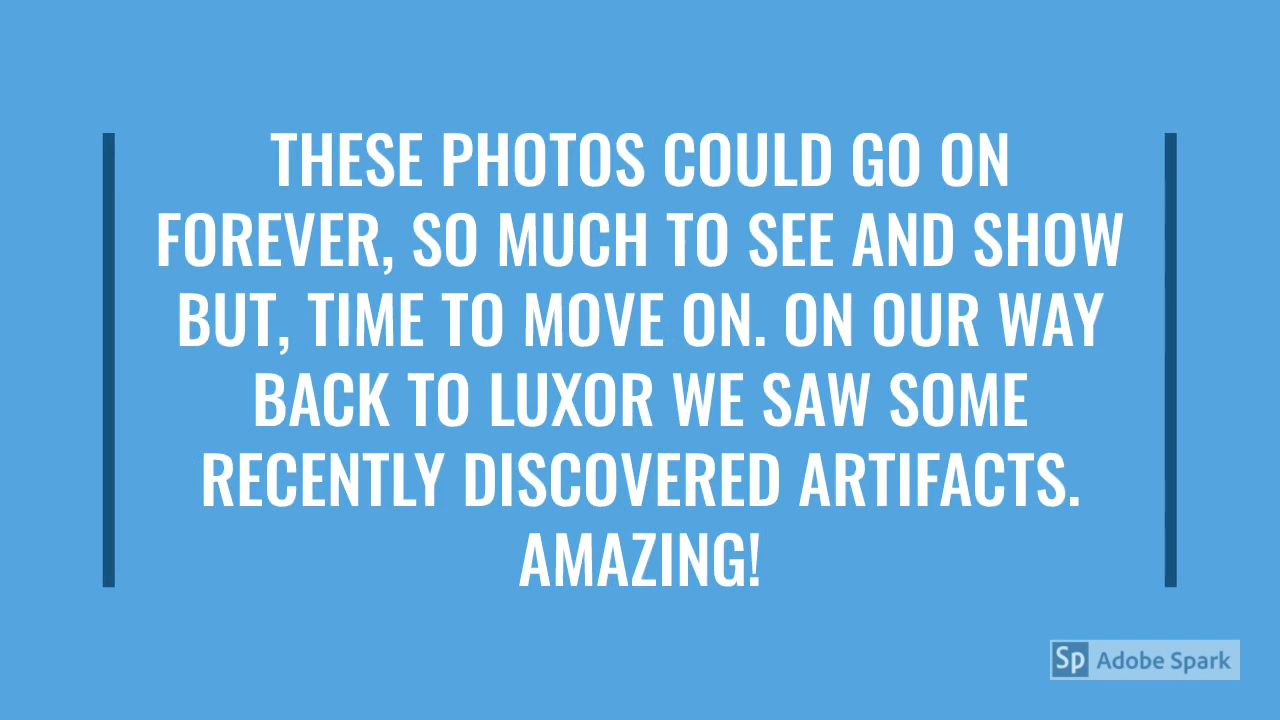 THESE PHOTOS COULD GO ON
FOREVER, SO MUCH TO SEE AND SHOW
BUT, TIME TO MOVE ON. ON OUR WAY
BACK TO LUXOR WE SAW SOME
RECENTLY DISCOVERED ARTIFACTS.
AMAZING!
Sp Adobe Spark